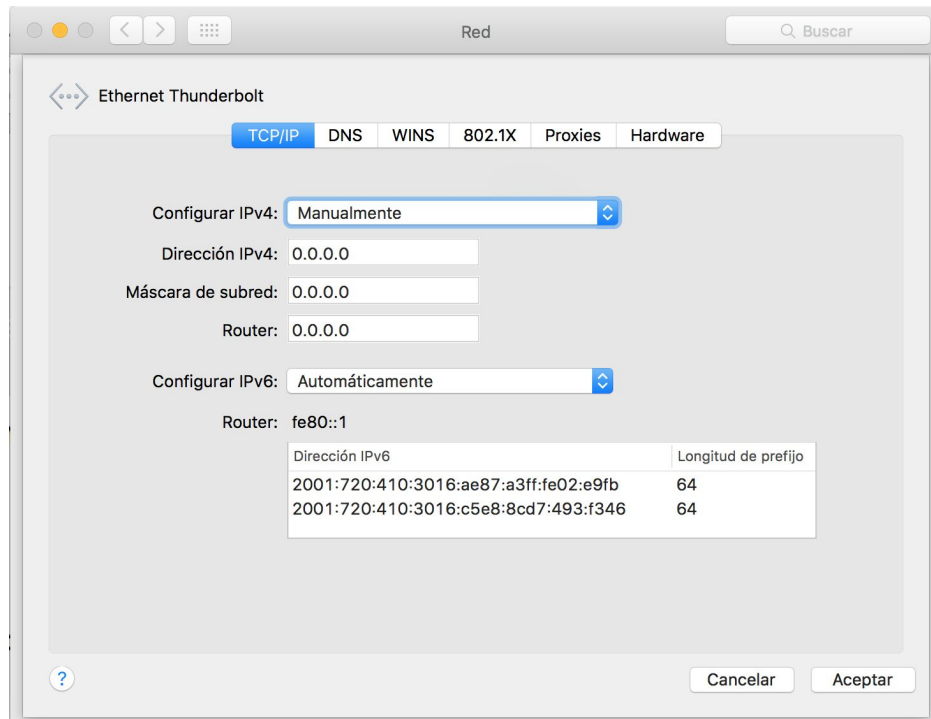 Red
Buscar
Ethernet Thunderbolt
TCP/IP DNS WINS 802.1X Proxies Hardware
Configurar IPv4: Manualmente
Dirección IPv4: 0.0.0.0
Máscara de subred: 0.0.0.0
Router: 0.0.0.0
Configurar IPv6: Automáticamente
Router: fe80::1
Dirección IPv6 Longitud de prefijo
2001:720:410:3016:ae87:a3ff:fe02:e9fb 64
2001:720:410:3016:c5e8:8cd7:493:f346 64
? Cancelar Aceptar